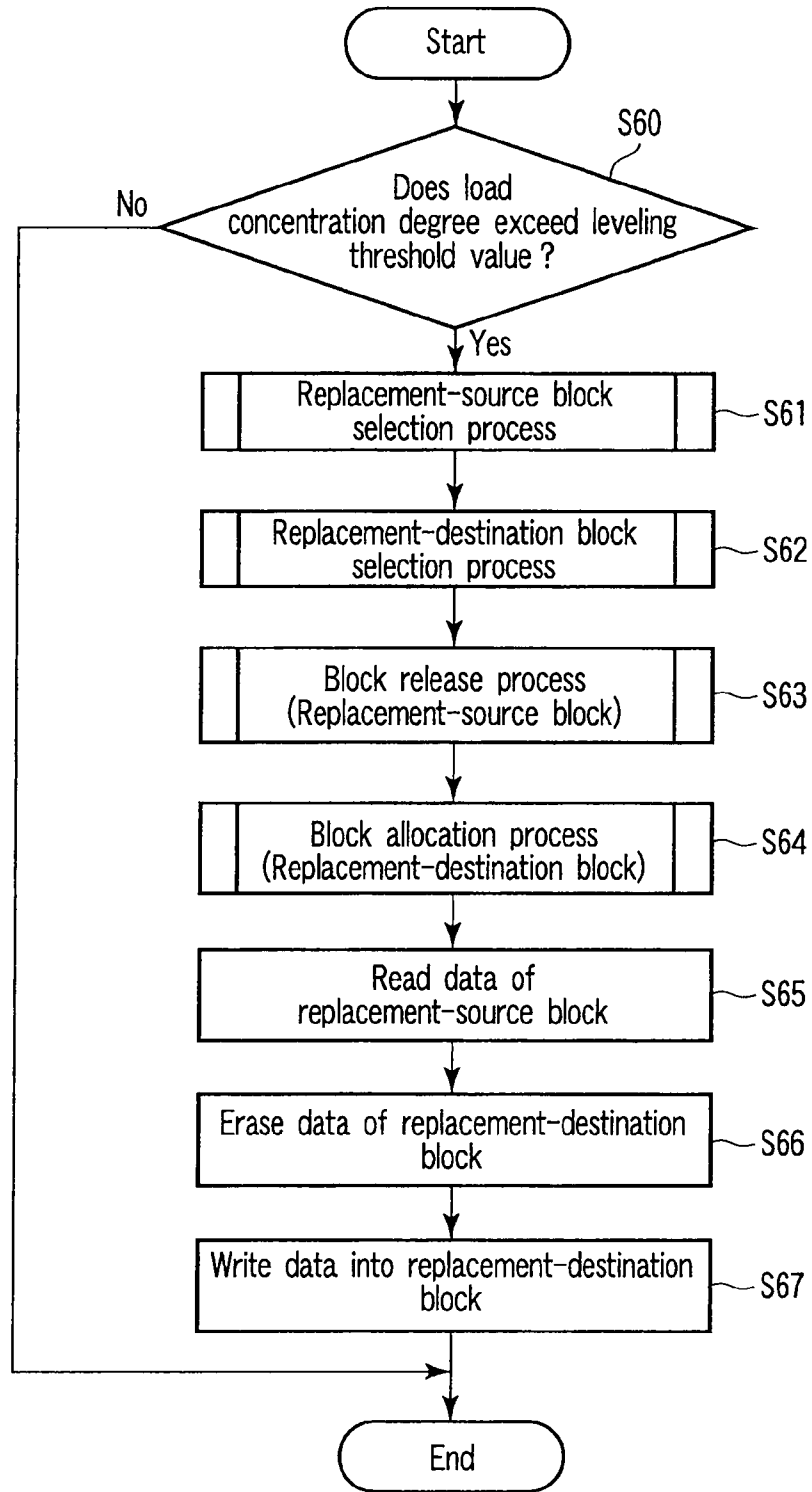 Start
S60
Does load
concentration degree exceed leveling
threshold value ?
No
Yes
Replacement-source block
selection process
S61
Replacement-destination block
selection process
S62
Block release process
(Replacement-source block)
S63
Block allocation process
(Replacement-destination block)
S64
Read data of
replacement-source block
S65
Erase data of replacement-destination
block
S66
Write data into replacement-destination
block
S67
End